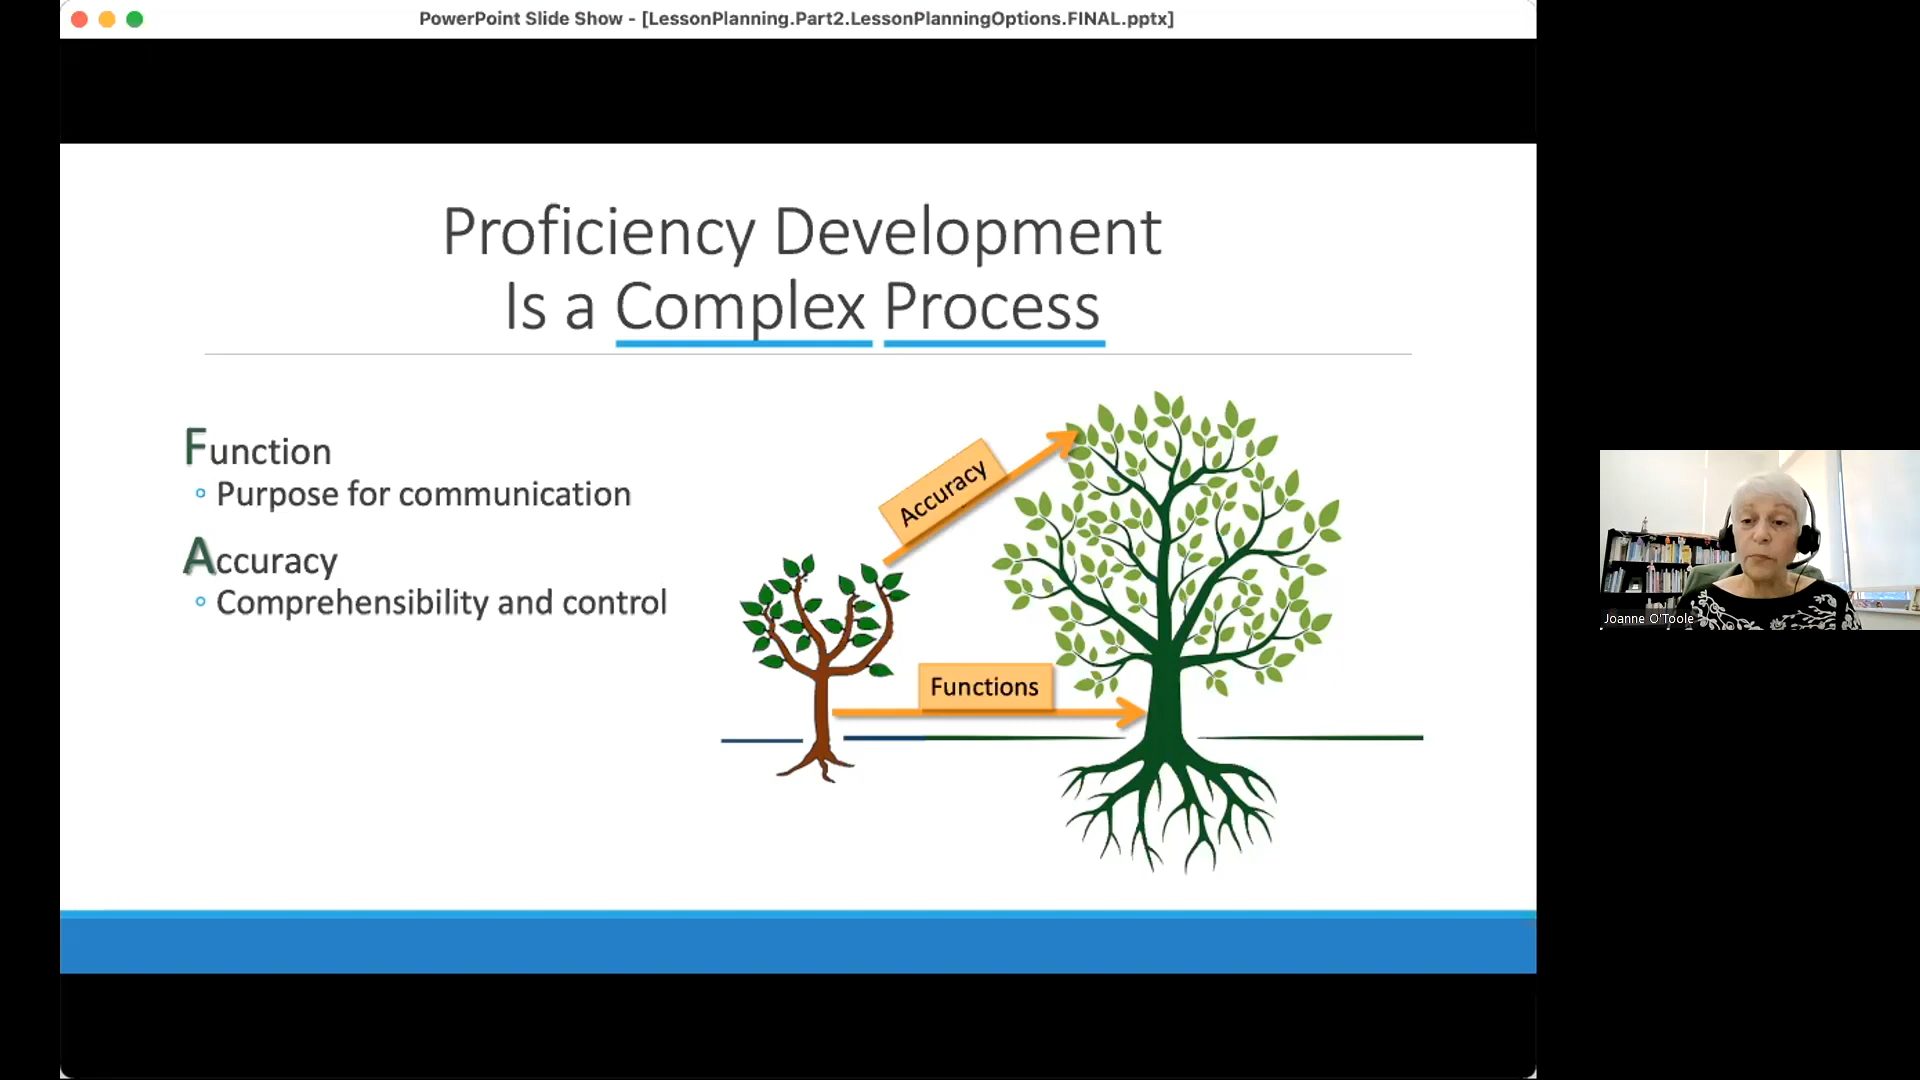 PowerPoint Slide Show - [LessonPlanning.Part2.LessonPlanningOptions.FINAL.pptx]
Proficiency Development
Is a Complex Process
Function
Purpose for communication
Accuracy
Comprehensibility and control
Accuracy
Functions
Joanne O'Toole